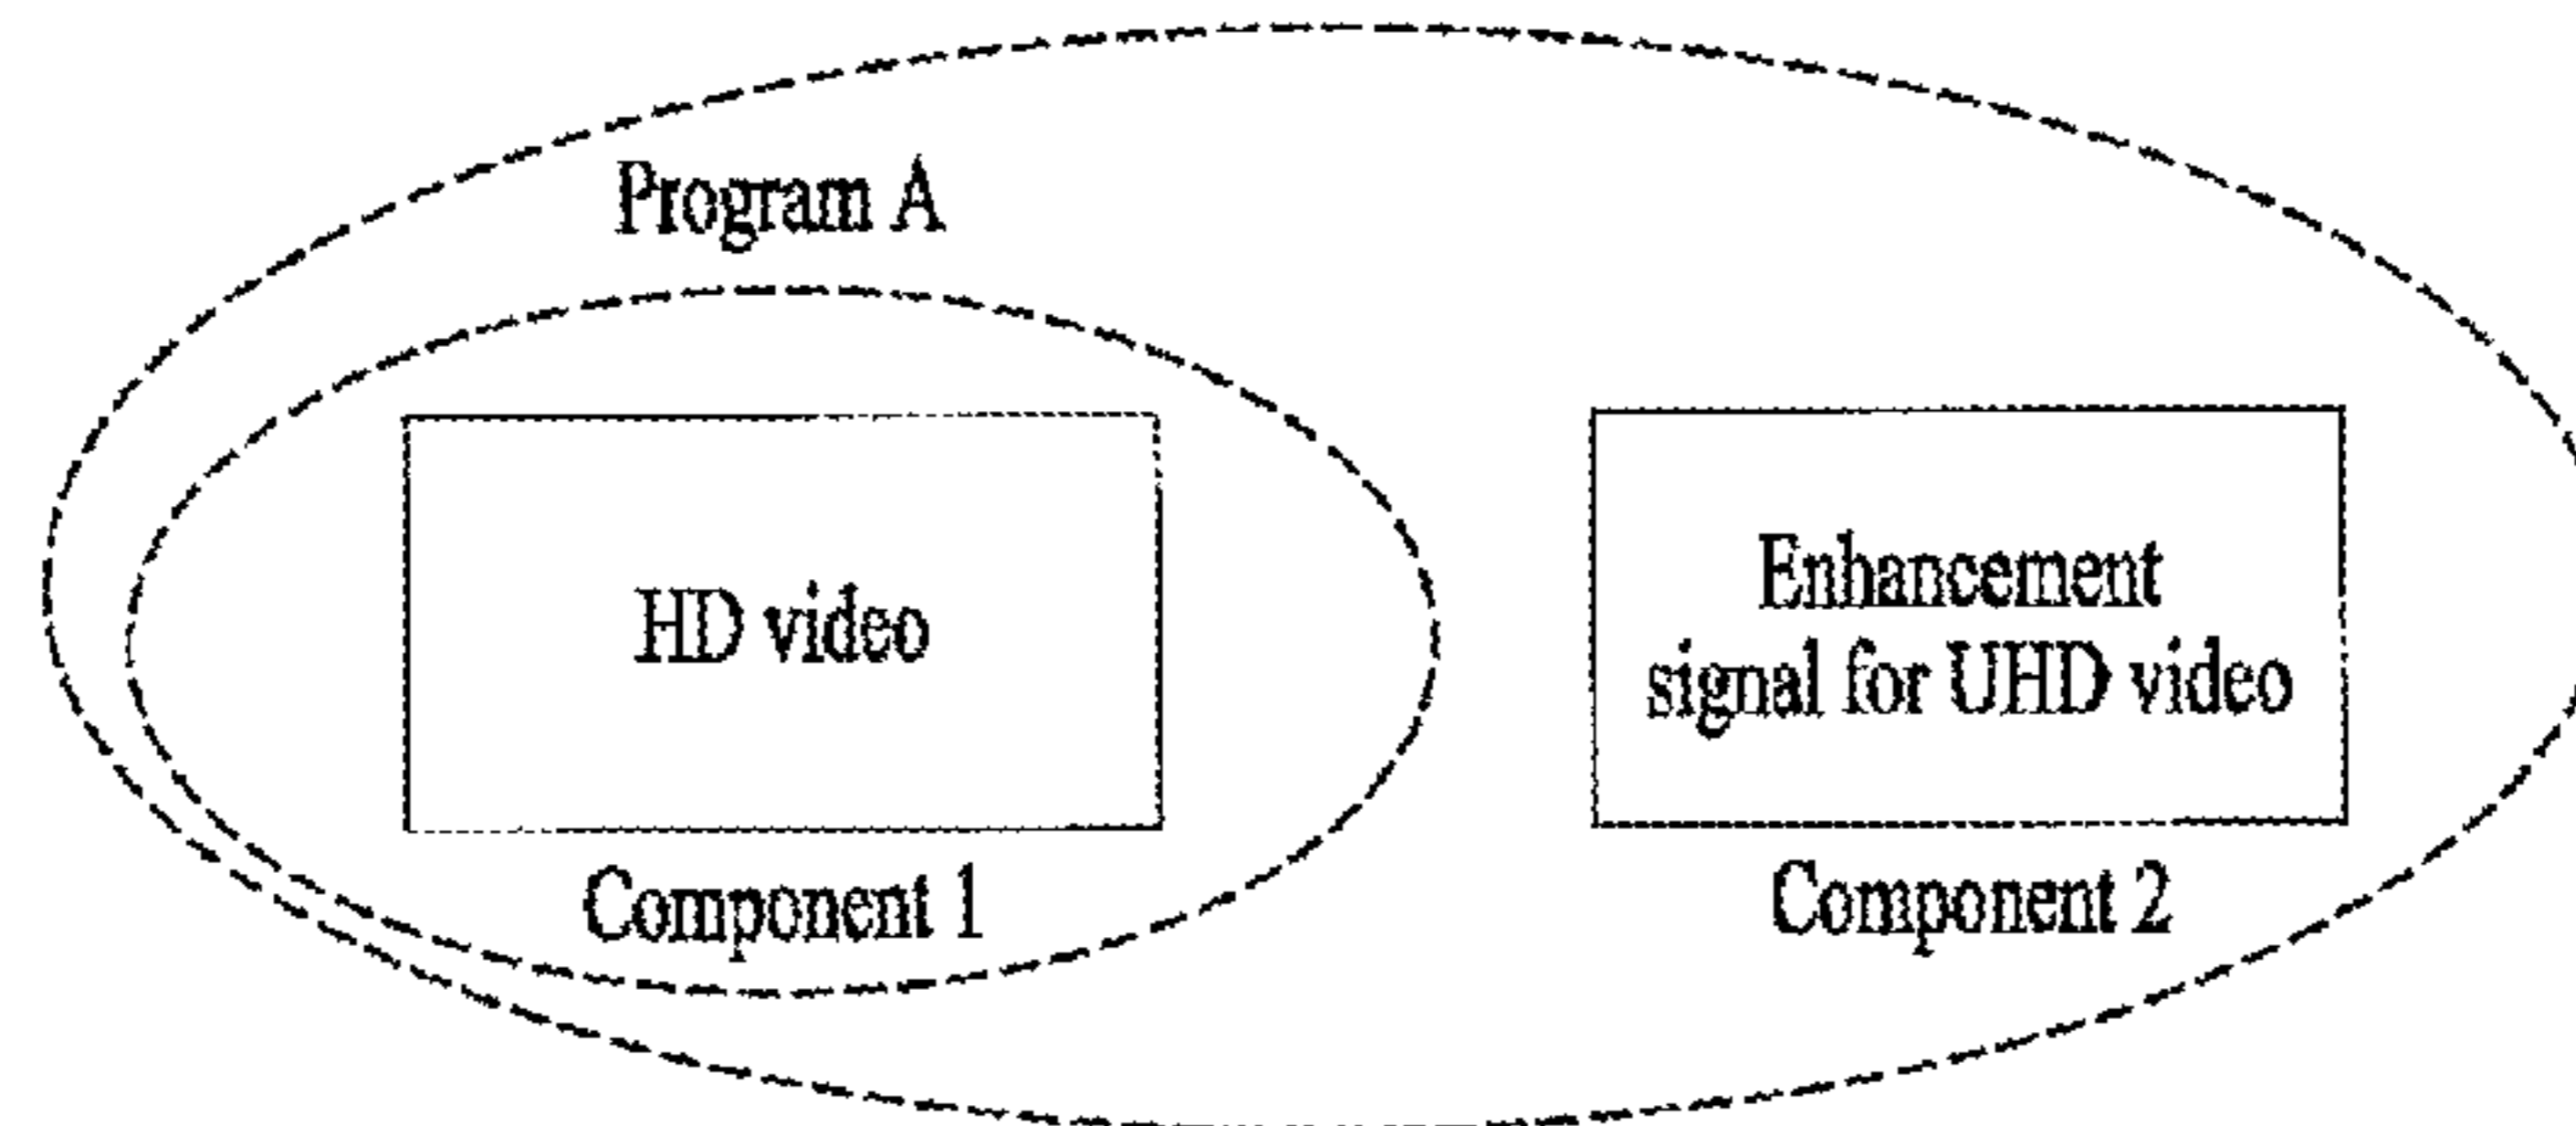 Program A
HD video
Component 1
Enhancement
signal for UHD video
Component 2